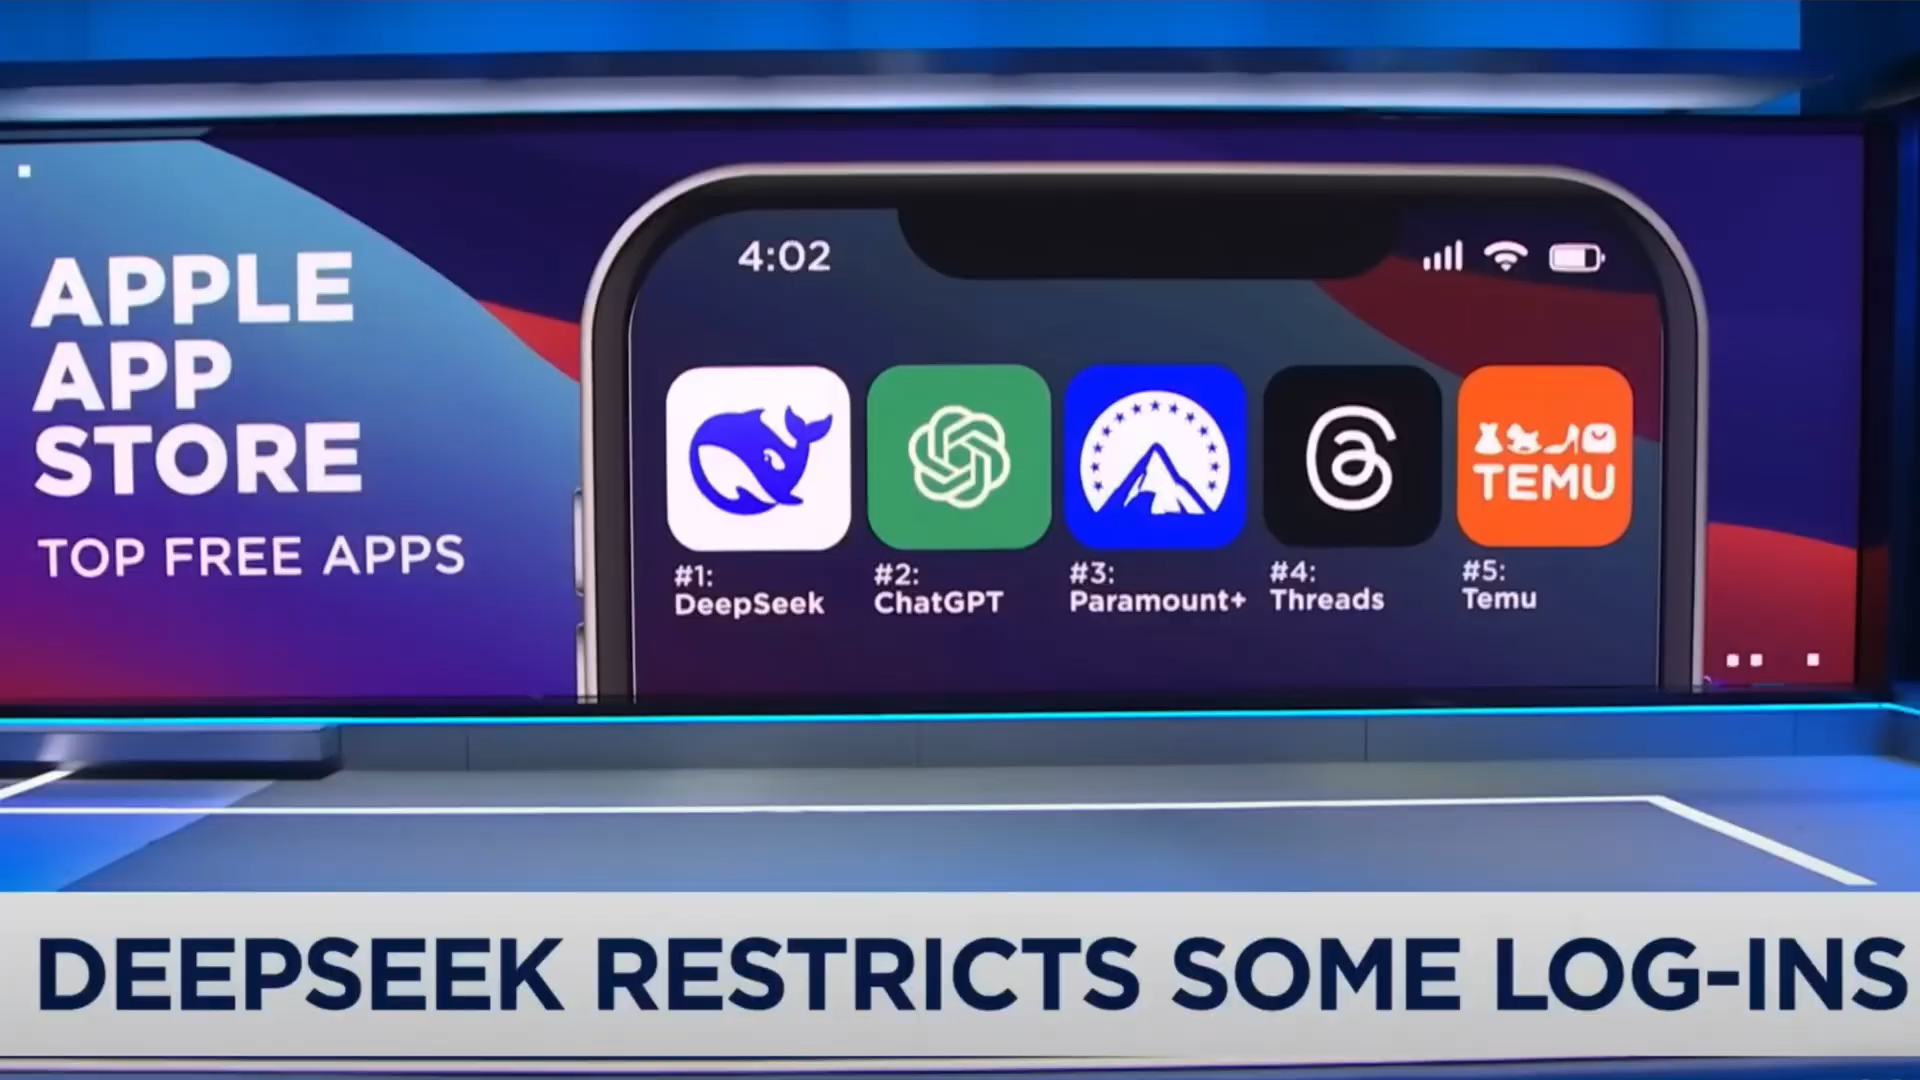 APPLE
APP
STORE
TOP FREE APPS
4:02
TEMU
#1:
DeepSeek
#2:
ChatGPT
#3:
Paramount+
#4:
Threads
#5:
Temu
DEEPSEEK RESTRICTS SOME LOG-INS